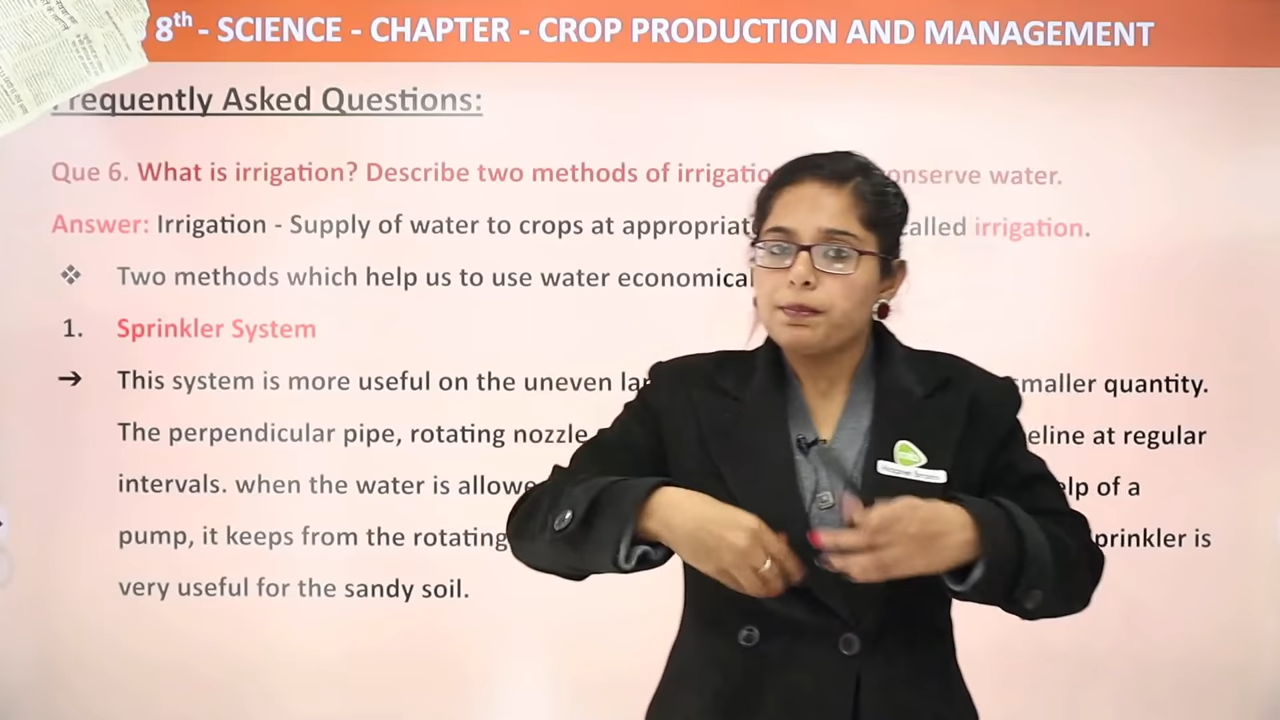 8th - SCIENCE - CHAPTER - CROP PRODUCTION AND MANAGEMENT
Frequently Asked Questions:
Que 6. What is irrigation? Describe two methods of irrigatio onserve water.
Answer: Irrigation - Supply of water to crops at appropriat called irrigation.
❖ Two methods which help us to use water economical
1. Sprinkler System
➔ This system is more useful on the uneven la smaller quantity.
The perpendicular pipe, rotating nozzle eline at regular
intervals. when the water is allowe elp of a
pump, it keeps from the rotating prinkler is
very useful for the sandy soil.